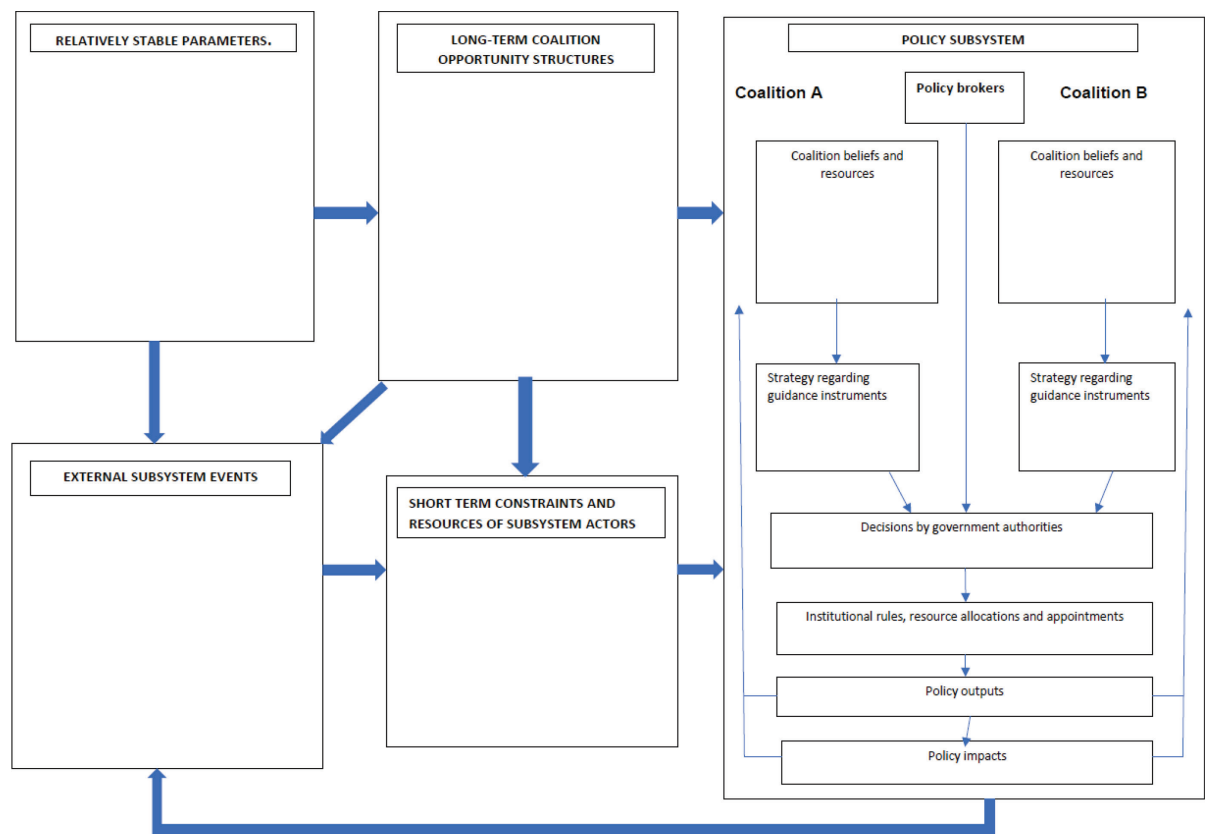 RELATIVELY STABLE PARAMETERS.
LONG-TERM COALITION
OPPORTUNITY STRUCTURES
POLICY SUBSYSTEM
Coalition A
Policy brokers
Coalition B
Coalition beliefs and
resources
Coalition beliefs and
resources
Strategy regarding
guidance instruments
Strategy regarding
guidance instruments
EXTERNAL SUBSYSTEM EVENTS
SHORT TERM CONSTRAINTS AND
RESOURCES OF SUBSYSTEM ACTORS
Decisions by government authorities
Institutional rules, resource allocations and appointments
Policy outputs
Policy impacts